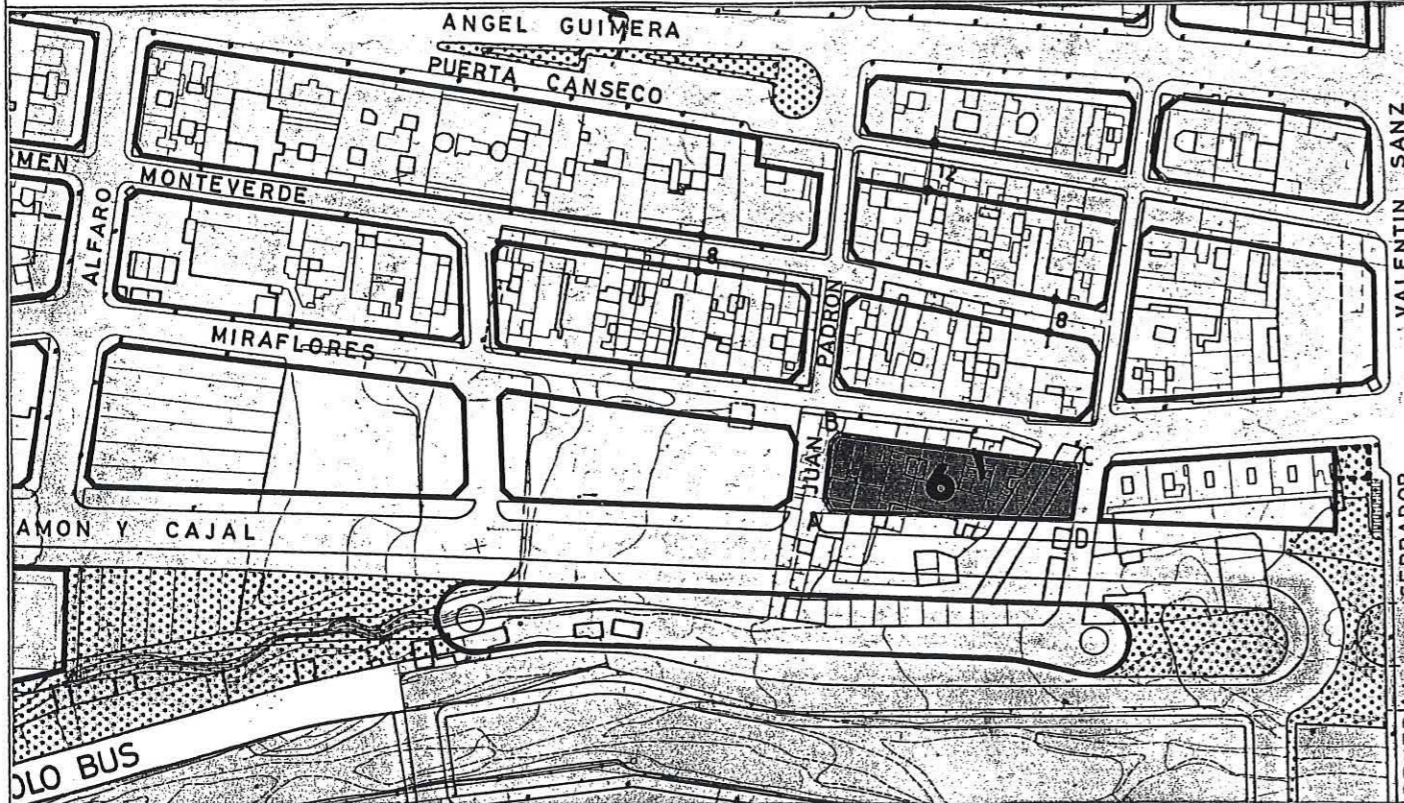 ANGEL GUIMERA
PUERTA CANSECO
VALENTIN SANZ
RMEN
MONTEVERDE
12
ALFARO
8
PADRON
8
MIRAFLORES
B
JUAN
C
6
A
AMON Y CAJAL
D
OLO BUS